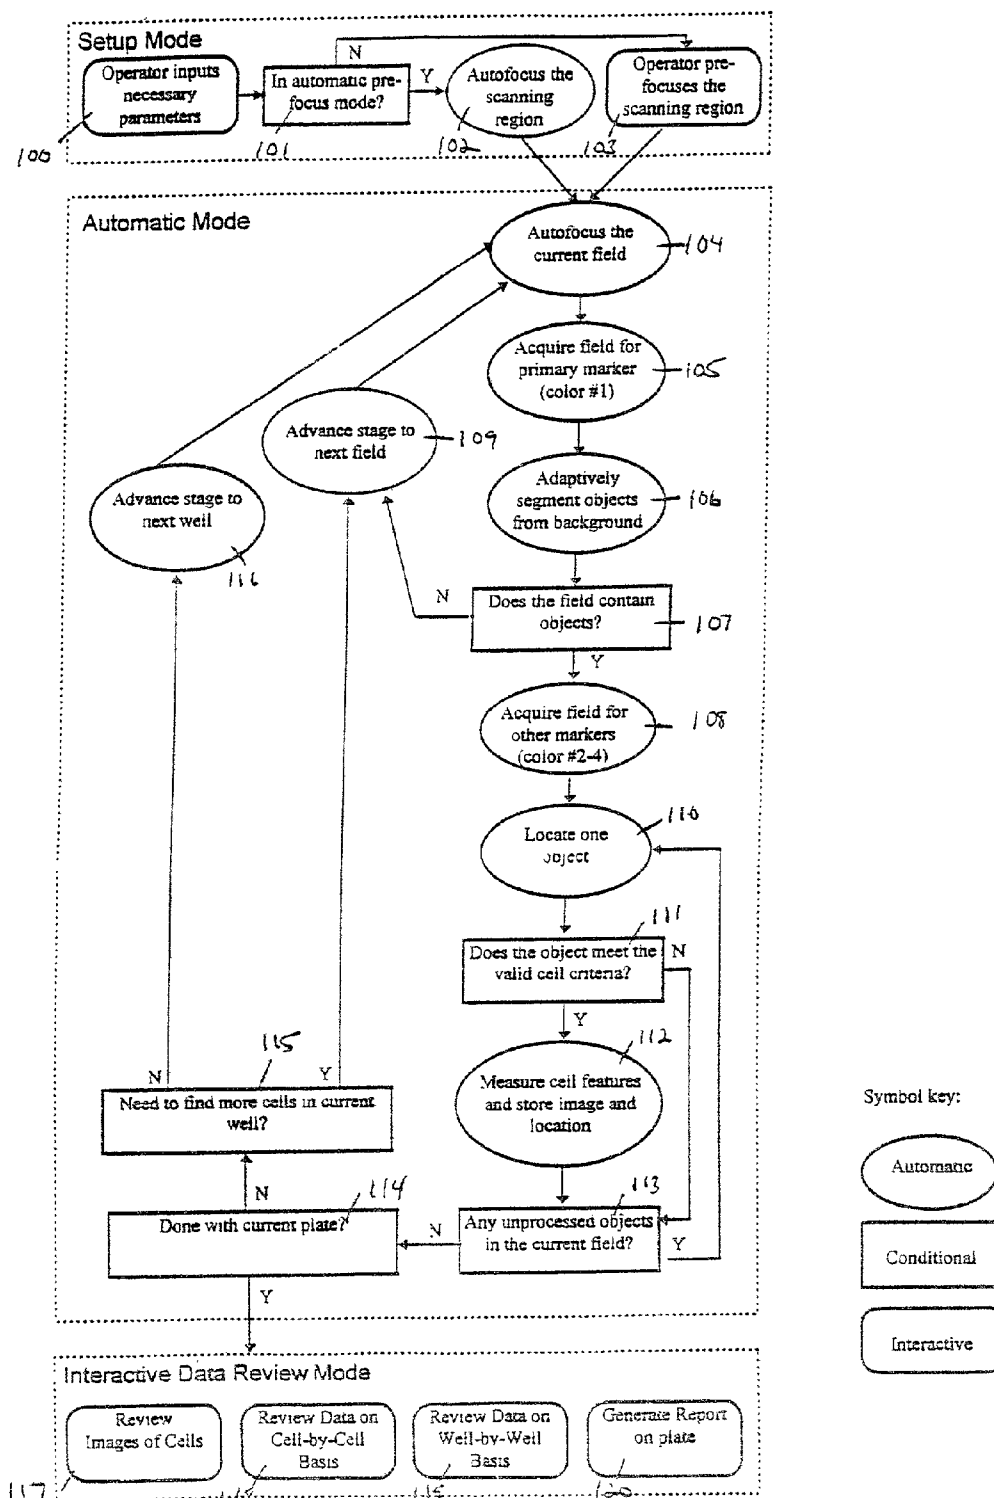 Setup Mode
Operator inputs
necessary
parameters
100
In automatic pre-
focus mode?
101
N
Y
Autofocus the
scanning
region
102
Operator pre-
focuses the
scanning region
103
Automatic Mode
Autofocus the
current field
104
Acquire field for
primary marker
(color #1)
105
Advance stage to
next field
109
Adaptively
segment objects
from background
106
Advance stage to
next well
116
N
Does the field contain
objects?
107
Y
Acquire field for
other markers
(color #2-4)
108
Locate one
object
110
111
Does the object meet the
valid cell criteria?
N
Y
112
Measure cell features
and store image and
location
115
N
Y
Need to find more cells in current
well?
N
114
Done with current plate?
N
113
Any unprocessed objects
in the current field?
Y
Y
Symbol key:
Automatic
Conditional
Interactive
Interactive Data Review Mode
Review
Images of Cells
117
Review Data on
Cell-by-Cell
Basis
Review Data on
Well-by-Well
Basis
Generate Report
on plate
120